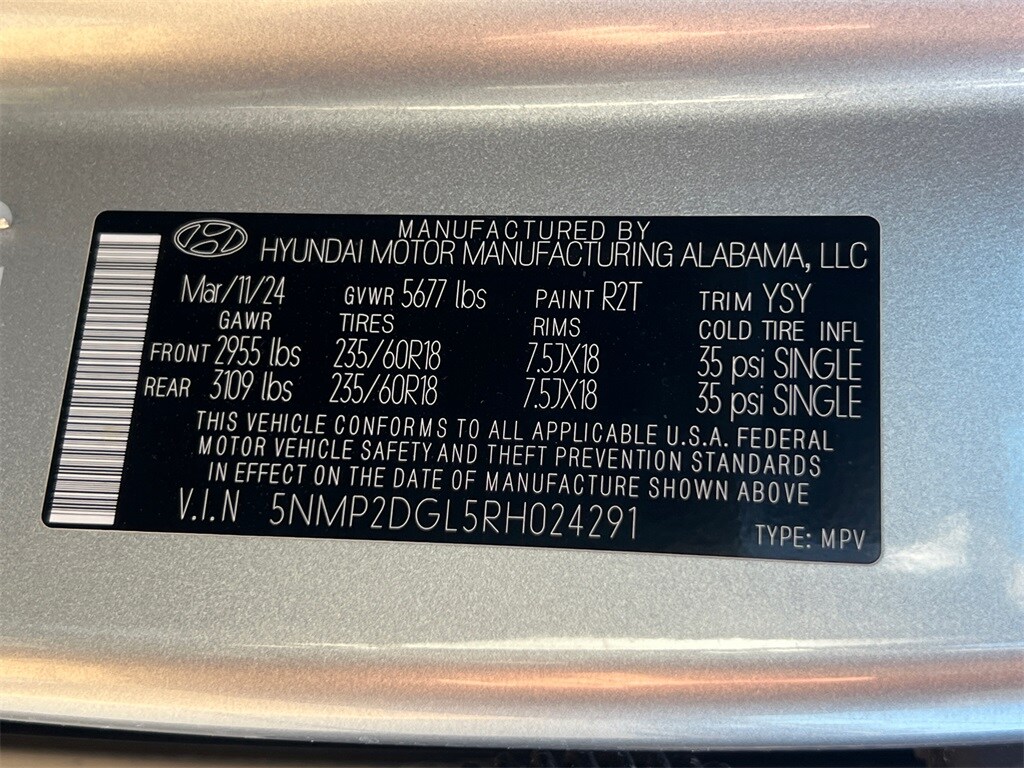 MANUFACTURED BY
HYUNDAI MOTOR MANUFACTURING ALABAMA, LLC
Mar/11/24 GVWR 5677 lbs PAINT R2T TRIM YSY
GAWR TIRES RIMS COLD TIRE INFL
FRONT 2955 lbs 235/60R18 7.5JX18 35 psi SINGLE
REAR 3109 lbs 235/60R18 7.5JX18 35 psi SINGLE
THIS VEHICLE CONFORMS TO ALL APPLICABLE U.S.A. FEDERAL
MOTOR VEHICLE SAFETY AND THEFT PREVENTION STANDARDS
IN EFFECT ON THE DATE OF MANUFACTURE SHOWN ABOVE
V.I.N 5NMP2DGL5RH024291
TYPE: MPV